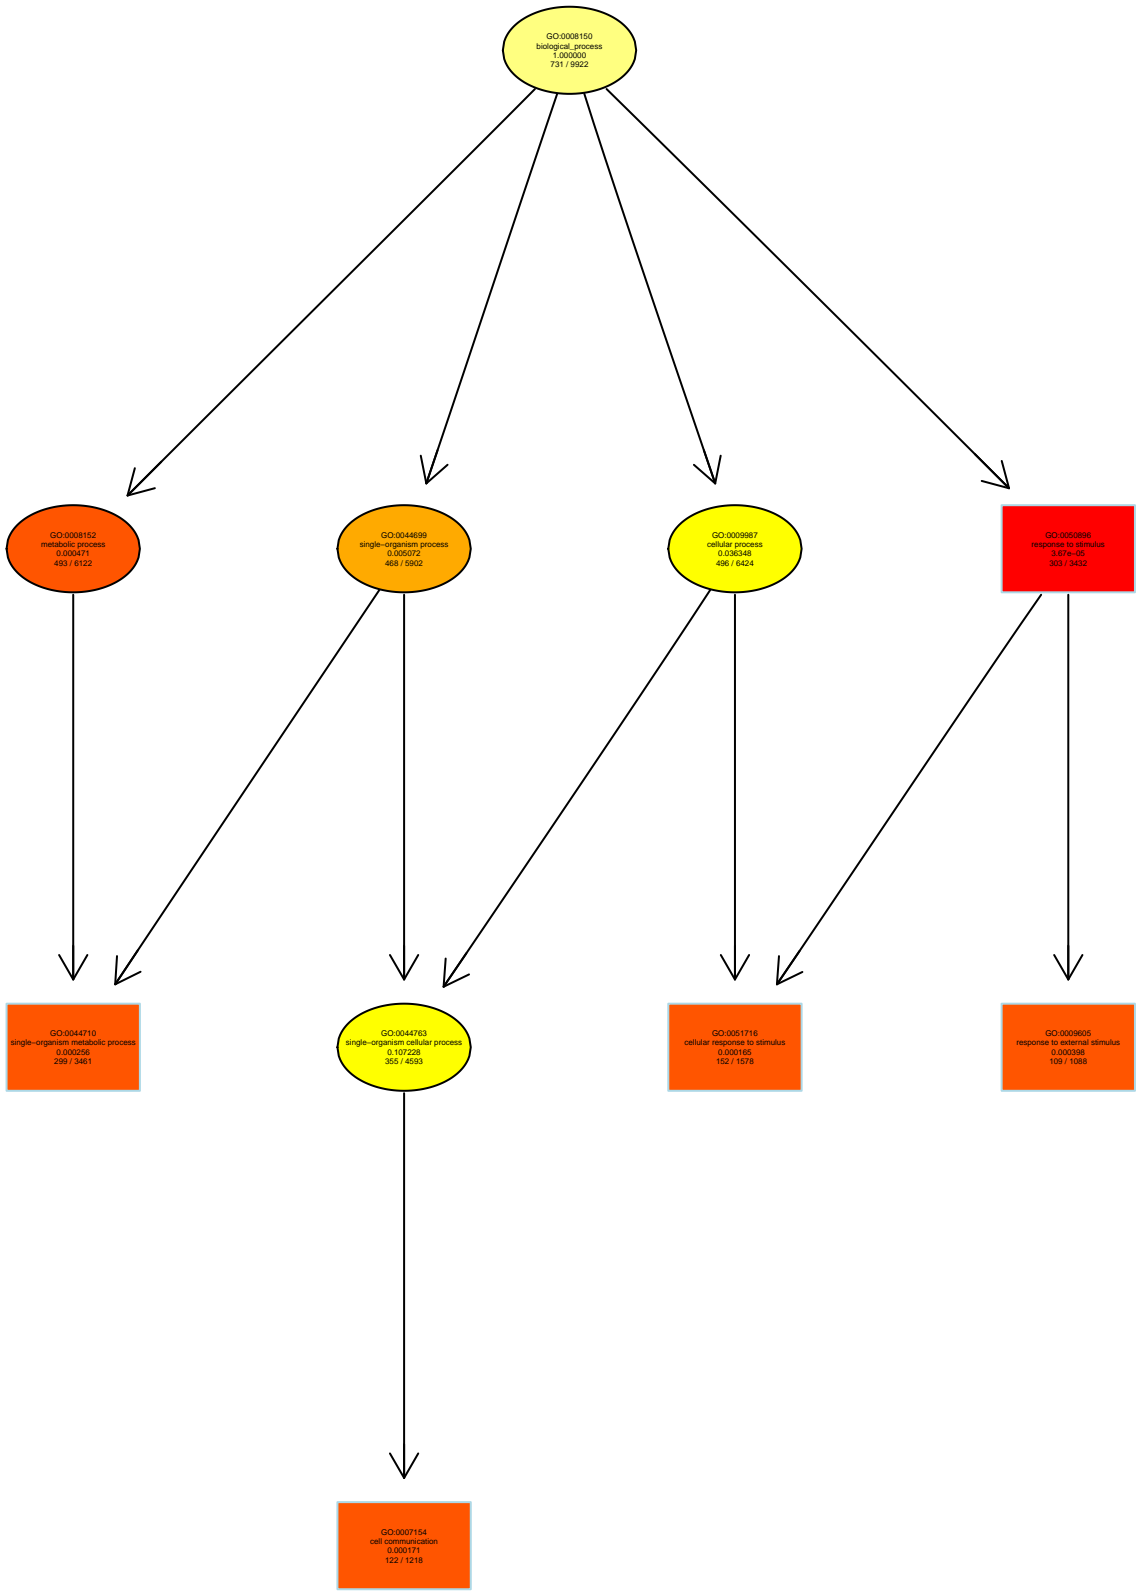 GO:0008150
biological_process
1.000000
731 / 9922
GO:0008152
metabolic process
0.000471
493 / 6122
GO:0044699
single−organism process
0.005072
468 / 5902
GO:0009987
cellular process
0.036348
496 / 6424
GO:0050896
response to stimulus
3.67e−05
303 / 3432
GO:0044710
single−organism metabolic process
0.000256
299 / 3461
GO:0044763
single−organism cellular process
0.107228
355 / 4593
GO:0051716
cellular response to stimulus
0.000165
152 / 1578
GO:0009605
response to external stimulus
0.000398
109 / 1088
GO:0007154
cell communication
0.000171
122 / 1218